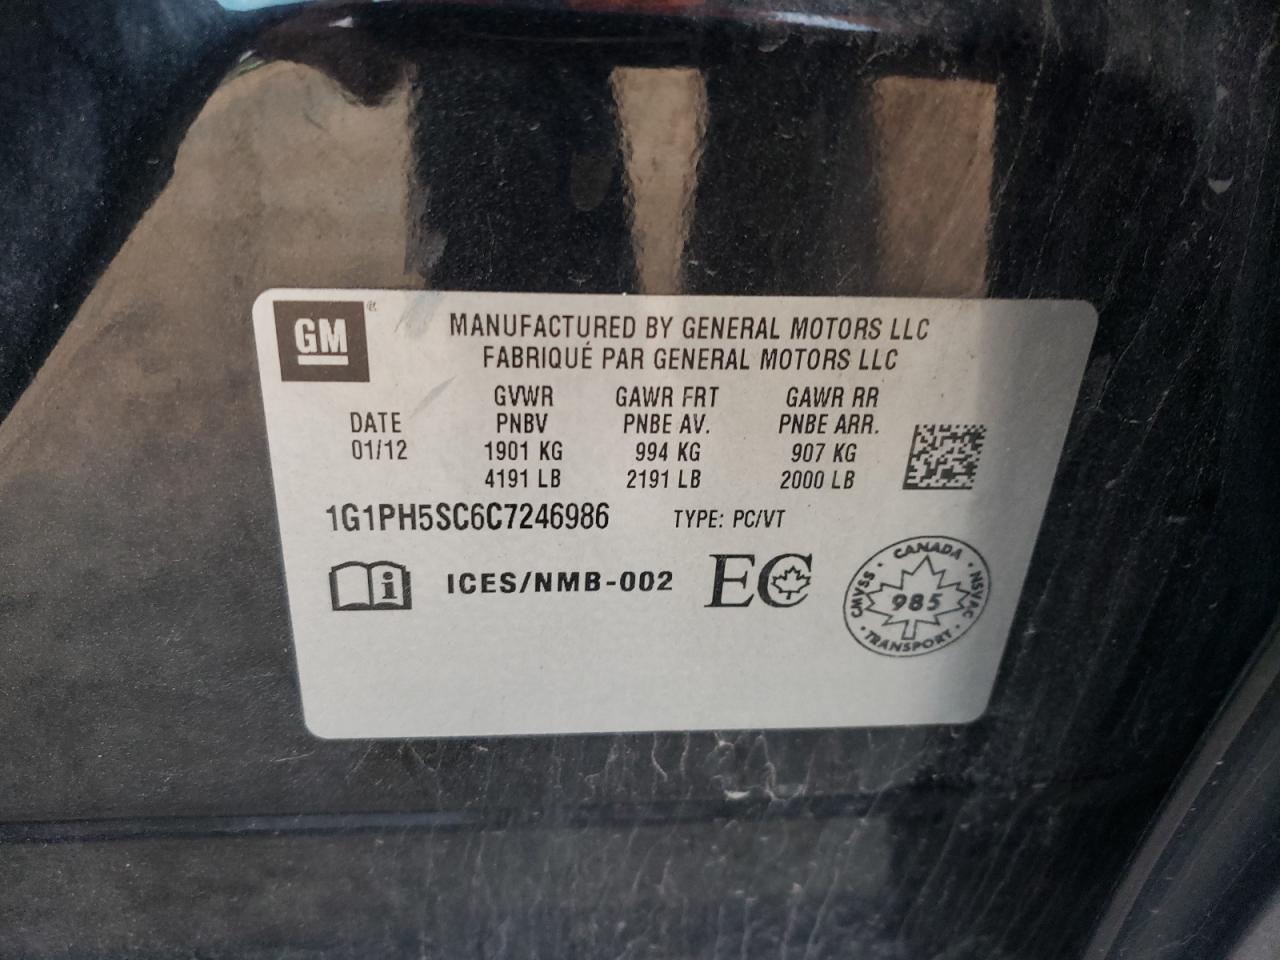 GM ®
MANUFACTURED BY GENERAL MOTORS LLC
FABRIQUÉ PAR GENERAL MOTORS LLC
GVWR GAWR FRT GAWR RR
DATE PNBV PNBE AV. PNBE ARR.
01/12 1901 KG 994 KG 907 KG
4191 LB 2191 LB 2000 LB
1G1PH5SC6C7246986 TYPE: PC/VT
i ICES/NMB-002 EC
CANADA
CMVSS 985 NSVAC
TRANSPORT